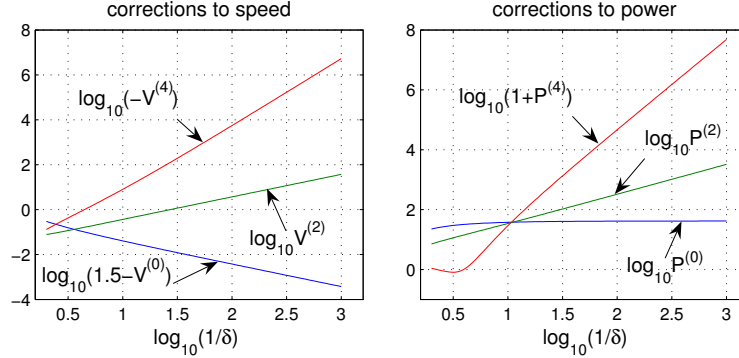 corrections to speed
8
6
4
2
0
−2
−4
log₁₀(−V⁽⁴⁾)
log₁₀V⁽²⁾
log₁₀(1.5−V⁽⁰⁾)
0.5 1 1.5 2 2.5 3
log₁₀(1/δ)
corrections to power
8
6
4
2
0
log₁₀(1+P⁽⁴⁾)
log₁₀P⁽²⁾
log₁₀P⁽⁰⁾
0.5 1 1.5 2 2.5 3
log₁₀(1/δ)